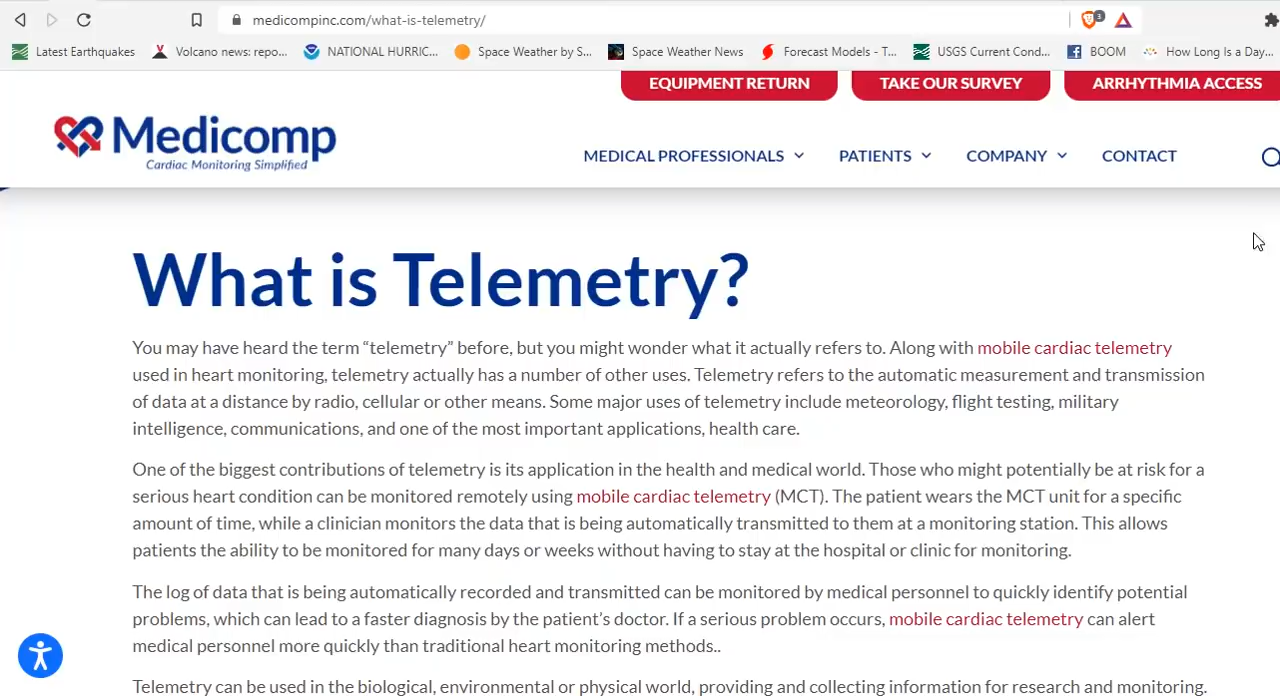 medicompinc.com/what-is-telemetry/
3
Latest Earthquakes Volcano news: repo... NATIONAL HURRIC... Space Weather by S... Space Weather News Forecast Models - T... USGS Current Cond... BOOM How Long Is a Day...
EQUIPMENT RETURN TAKE OUR SURVEY ARRHYTHMIA ACCESS
Medicomp
Cardiac Monitoring Simplified
MEDICAL PROFESSIONALS PATIENTS COMPANY CONTACT
What is Telemetry?
You may have heard the term “telemetry” before, but you might wonder what it actually refers to. Along with mobile cardiac telemetry
used in heart monitoring, telemetry actually has a number of other uses. Telemetry refers to the automatic measurement and transmission
of data at a distance by radio, cellular or other means. Some major uses of telemetry include meteorology, flight testing, military
intelligence, communications, and one of the most important applications, health care.
One of the biggest contributions of telemetry is its application in the health and medical world. Those who might potentially be at risk for a
serious heart condition can be monitored remotely using mobile cardiac telemetry (MCT). The patient wears the MCT unit for a specific
amount of time, while a clinician monitors the data that is being automatically transmitted to them at a monitoring station. This allows
patients the ability to be monitored for many days or weeks without having to stay at the hospital or clinic for monitoring.
The log of data that is being automatically recorded and transmitted can be monitored by medical personnel to quickly identify potential
problems, which can lead to a faster diagnosis by the patient’s doctor. If a serious problem occurs, mobile cardiac telemetry can alert
medical personnel more quickly than traditional heart monitoring methods..
Telemetry can be used in the biological, environmental or physical world, providing and collecting information for research and monitoring.